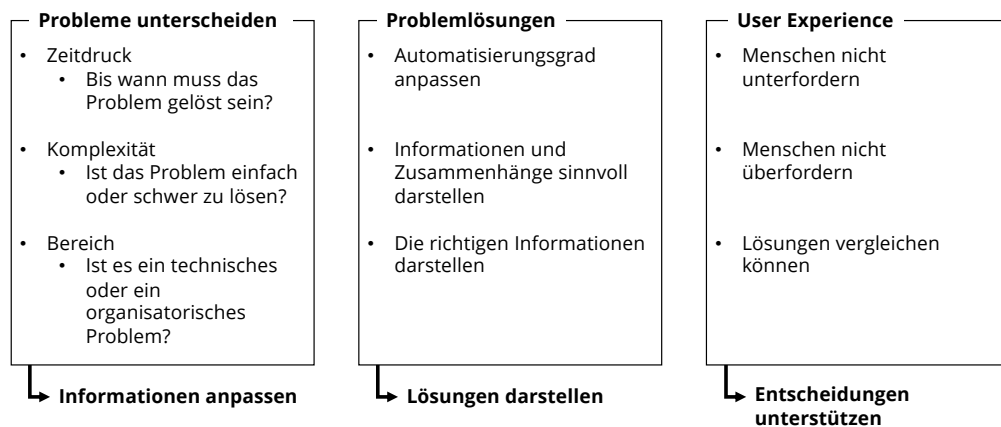 Probleme unterscheiden
• Zeitdruck
• Bis wann muss das
Problem gelöst sein?
• Komplexität
• Ist das Problem einfach
oder schwer zu lösen?
• Bereich
• Ist es ein technisches
oder ein
organisatorisches
Problem?
Informationen anpassen
Problemlösungen
• Automatisierungsgrad
anpassen
• Informationen und
Zusammenhänge sinnvoll
darstellen
• Die richtigen Informationen
darstellen
Lösungen darstellen
User Experience
• Menschen nicht
unterfordern
• Menschen nicht
überfordern
• Lösungen vergleichen
können
Entscheidungen
unterstützen